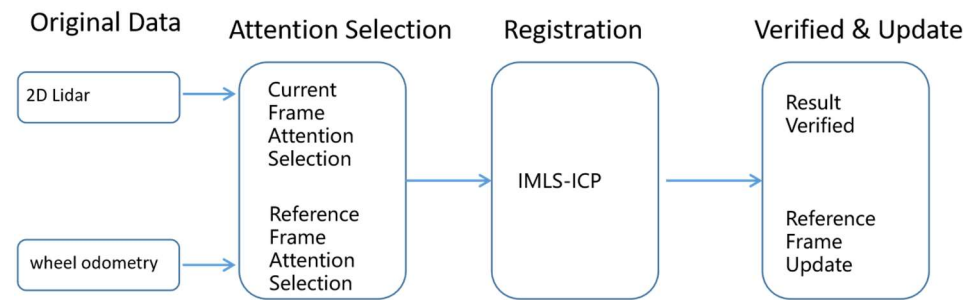 Original Data
Attention Selection
Registration
Verified & Update
2D Lidar
wheel odometry
Current
Frame
Attention
Selection
Reference
Frame
Attention
Selection
IMLS-ICP
Result
Verified
Reference
Frame
Update